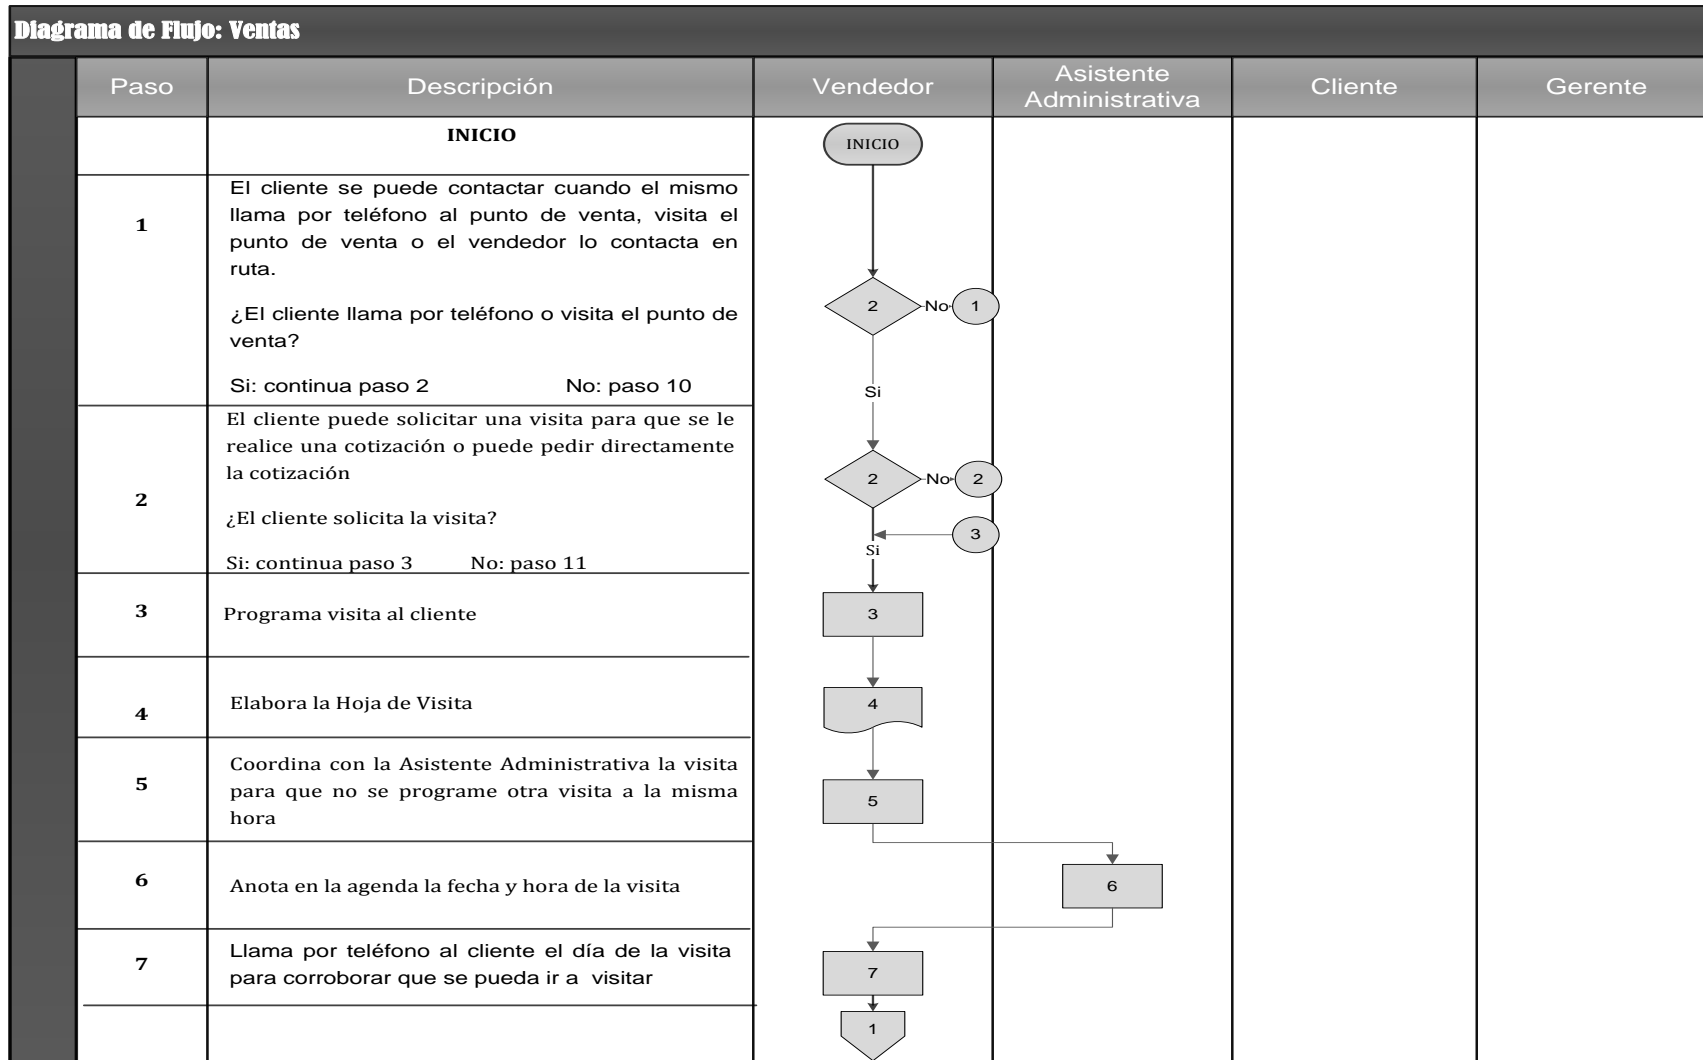 Diagrama de Flujo: Ventas
Paso
Descripción
Vendedor
Asistente
Administrativa
Cliente
Gerente
INICIO
INICIO
1
El cliente se puede contactar cuando el mismo
llama por teléfono al punto de venta, visita el
punto de venta o el vendedor lo contacta en
ruta.
¿El cliente llama por teléfono o visita el punto de
venta?
Si: continua paso 2 No: paso 10
2
No
1
Si
2
El cliente puede solicitar una visita para que se le
realice una cotización o puede pedir directamente
la cotización
¿El cliente solicita la visita?
Si: continua paso 3 No: paso 11
2
No
2
3
Si
3
Programa visita al cliente
3
4
Elabora la Hoja de Visita
4
5
Coordina con la Asistente Administrativa la visita
para que no se programe otra visita a la misma
hora
5
6
Anota en la agenda la fecha y hora de la visita
6
7
Llama por teléfono al cliente el día de la visita
para corroborar que se pueda ir a visitar
7
1